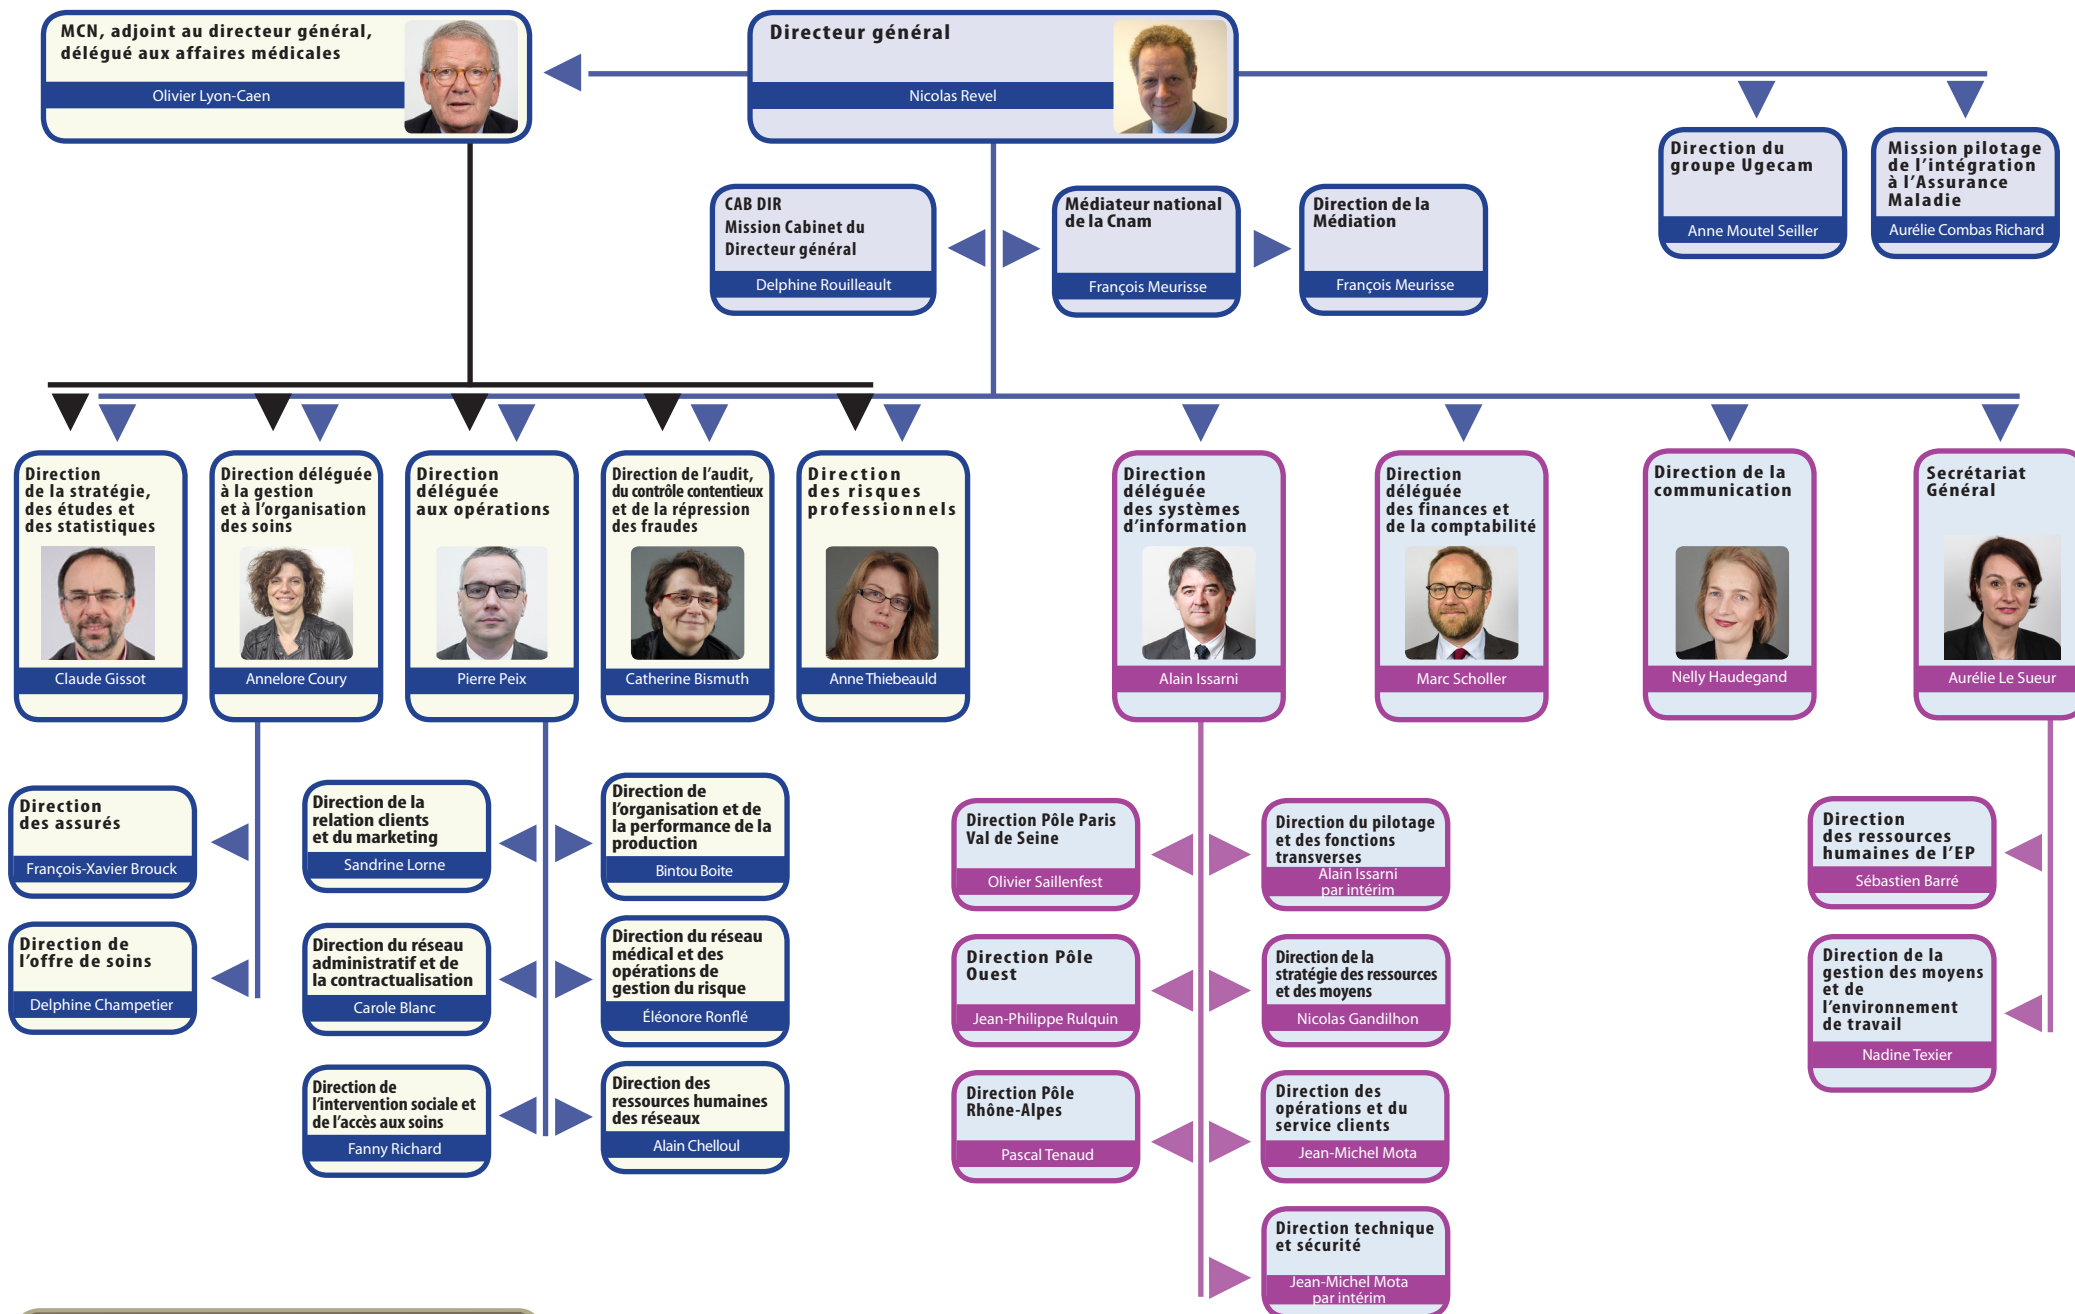 MCN, adjoint au directeur général,
délégué aux affaires médicales
Olivier Lyon-Caen
Directeur général
Nicolas Revel
Direction du
groupe Ugecam
Anne Moutel Seiller
Mission pilotage
de l'intégration
à l'Assurance
Maladie
Aurélie Combas Richard
CAB DIR
Mission Cabinet du
Directeur général
Delphine Rouilleault
Médiateur national
de la Cnam
François Meurisse
Direction de la
Médiation
François Meurisse
Direction
de la stratégie,
des études et
des statistiques
Claude Gissot
Direction déléguée
à la gestion
et à l'organisation
des soins
Annelore Coury
Direction
déléguée
aux opérations
Pierre Peix
Direction de l'audit,
du contrôle contentieux
et de la répression
des fraudes
Catherine Bismuth
Direction
des risques
professionnels
Anne Thiebeauld
Direction
déléguée
des systèmes
d'information
Alain Issarni
Direction
déléguée
des finances et
de la comptabilité
Marc Scholler
Direction de la
communication
Nelly Haudegand
Secrétariat
Général
Aurélie Le Sueur
Direction
des assurés
François-Xavier Brouck
Direction de
l'offre de soins
Delphine Champetier
Direction de la
relation clients
et du marketing
Sandrine Lorne
Direction de
l'organisation et de
la performance de la
production
Bintou Boite
Direction du réseau
administratif et de
la contractualisation
Carole Blanc
Direction du réseau
médical et des
opérations de
gestion du risque
Éléonore Ronflé
Direction de
l'intervention sociale et
de l'accès aux soins
Fanny Richard
Direction des
ressources humaines
des réseaux
Alain Chelloul
Direction Pôle Paris
Val de Seine
Olivier Saillenfest
Direction du pilotage
et des fonctions
transverses
Alain Issarni
par intérim
Direction Pôle
Ouest
Jean-Philippe Rulquin
Direction de la
stratégie des ressources
et des moyens
Nicolas Gandilhon
Direction Pôle
Rhône-Alpes
Pascal Tenaud
Direction des
opérations et du
service clients
Jean-Michel Mota
Direction technique
et sécurité
Jean-Michel Mota
par intérim
Direction
des ressources
humaines de l'EP
Sébastien Barré
Direction de la
gestion des moyens
et de
l'environnement
de travail
Nadine Texier